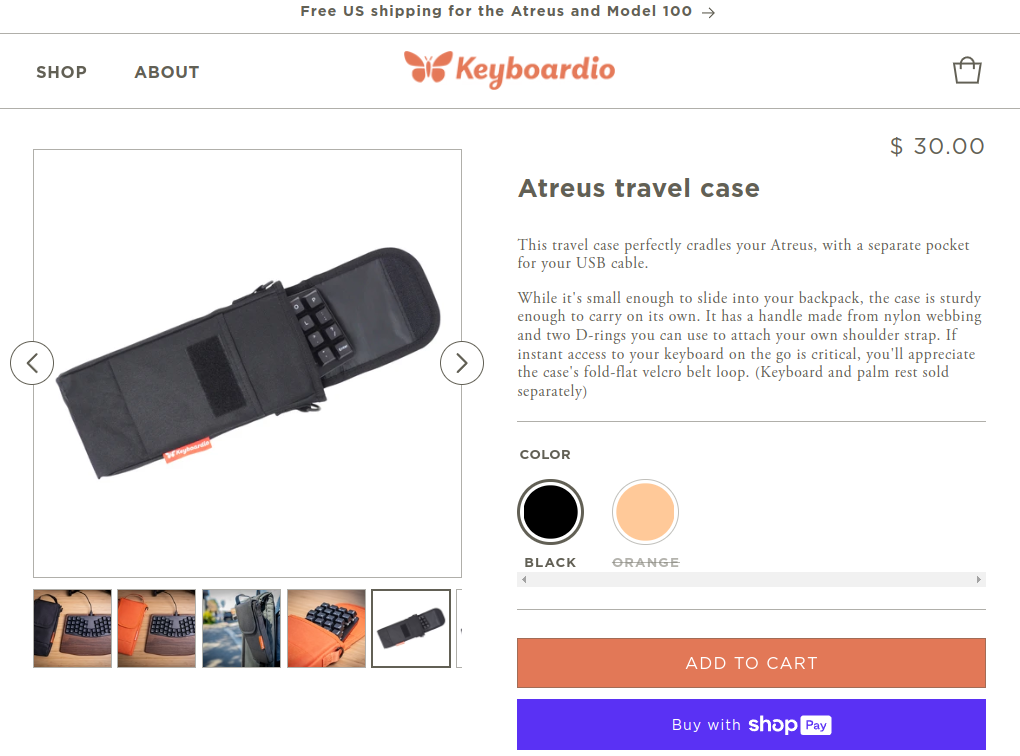 Free US shipping for the Atreus and Model 100 →
SHOP
ABOUT
Keyboardio
$ 30.00
Atreus travel case
This travel case perfectly cradles your Atreus, with a separate pocket
for your USB cable.
While it's small enough to slide into your backpack, the case is sturdy
enough to carry on its own. It has a handle made from nylon webbing
and two D-rings you can use to attach your own shoulder strap. If
instant access to your keyboard on the go is critical, you'll appreciate
the case's fold-flat velcro belt loop. (Keyboard and palm rest sold
separately)
Keyboardio
COLOR
BLACK
ORANGE
ADD TO CART
Buy with shop Pay